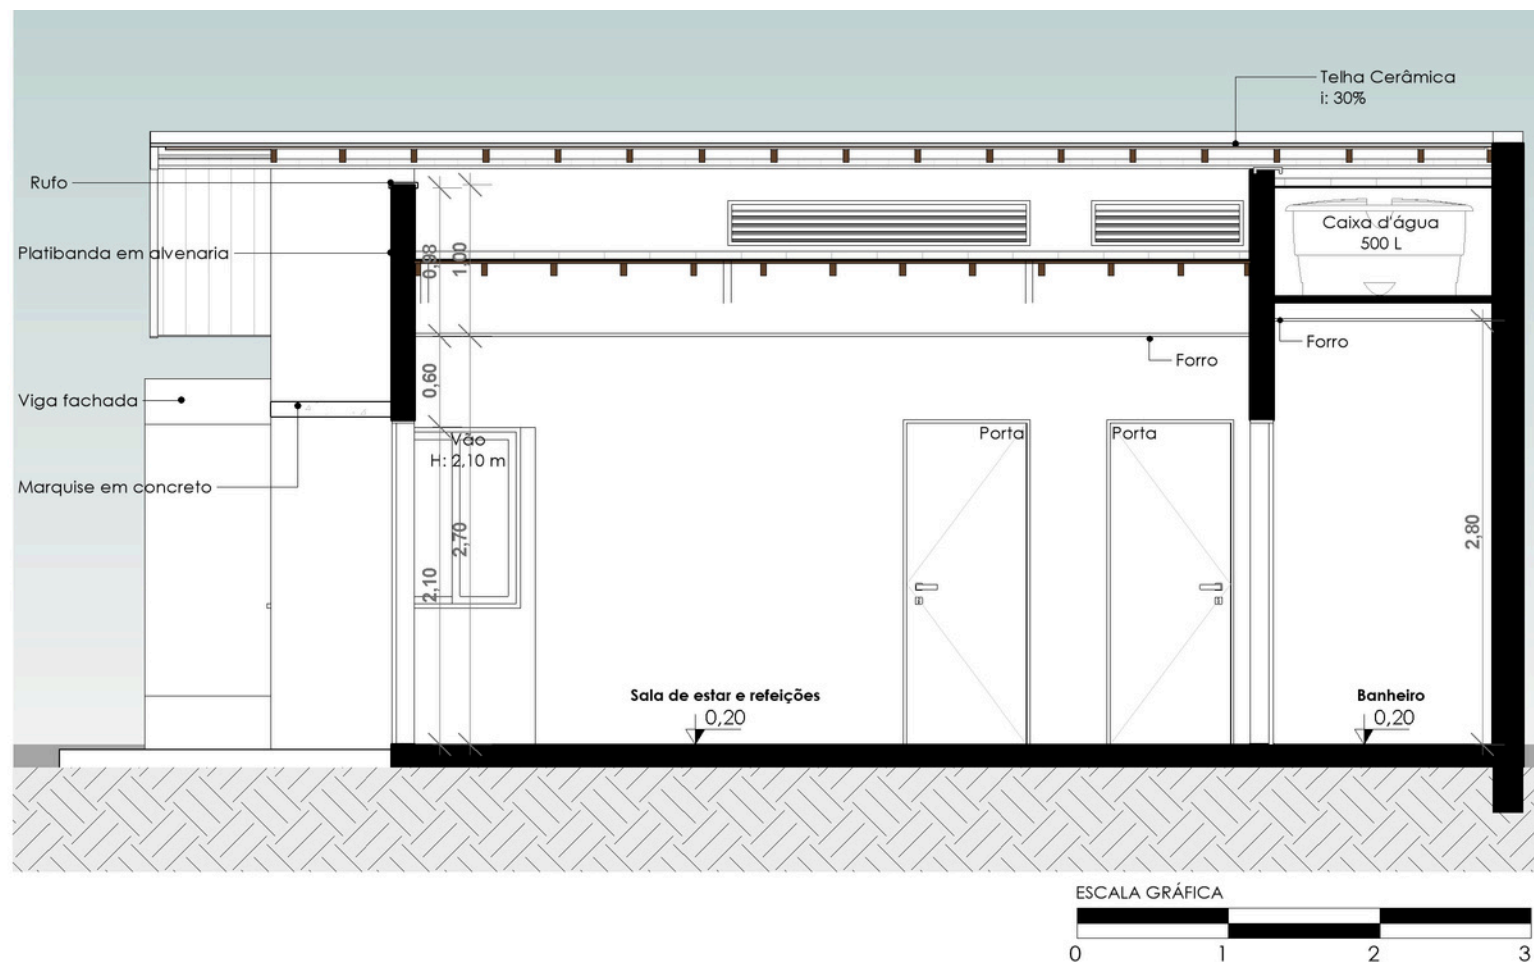 Telha Cerâmica
i: 30%
Rufo
Caixa d'água
500 L
Platibanda em alvenaria
0,98
1,00
Forro
Forro
0,60
Viga fachada
Vão
H: 2,10 m
Porta
Porta
Marquise em concreto
2,70
2,80
2,10
Sala de estar e refeições
0,20
Banheiro
0,20
ESCALA GRÁFICA
0 1 2 3